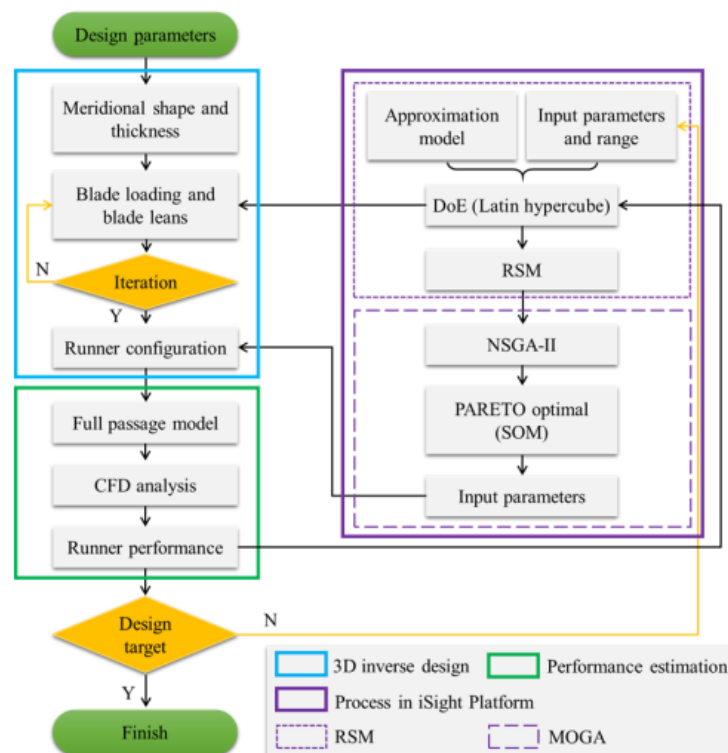 Design parameters
Meridional shape and
thickness
Blade loading and
blade leans
N
Iteration
Y
Runner configuration
Full passage model
CFD analysis
Runner performance
Design
target
N
Y
Finish
Approximation
model
Input parameters
and range
DoE (Latin hypercube)
RSM
NSGA-II
PARETO optimal
(SOM)
Input parameters
3D inverse design
Performance estimation
Process in iSight Platform
RSM
MOGA